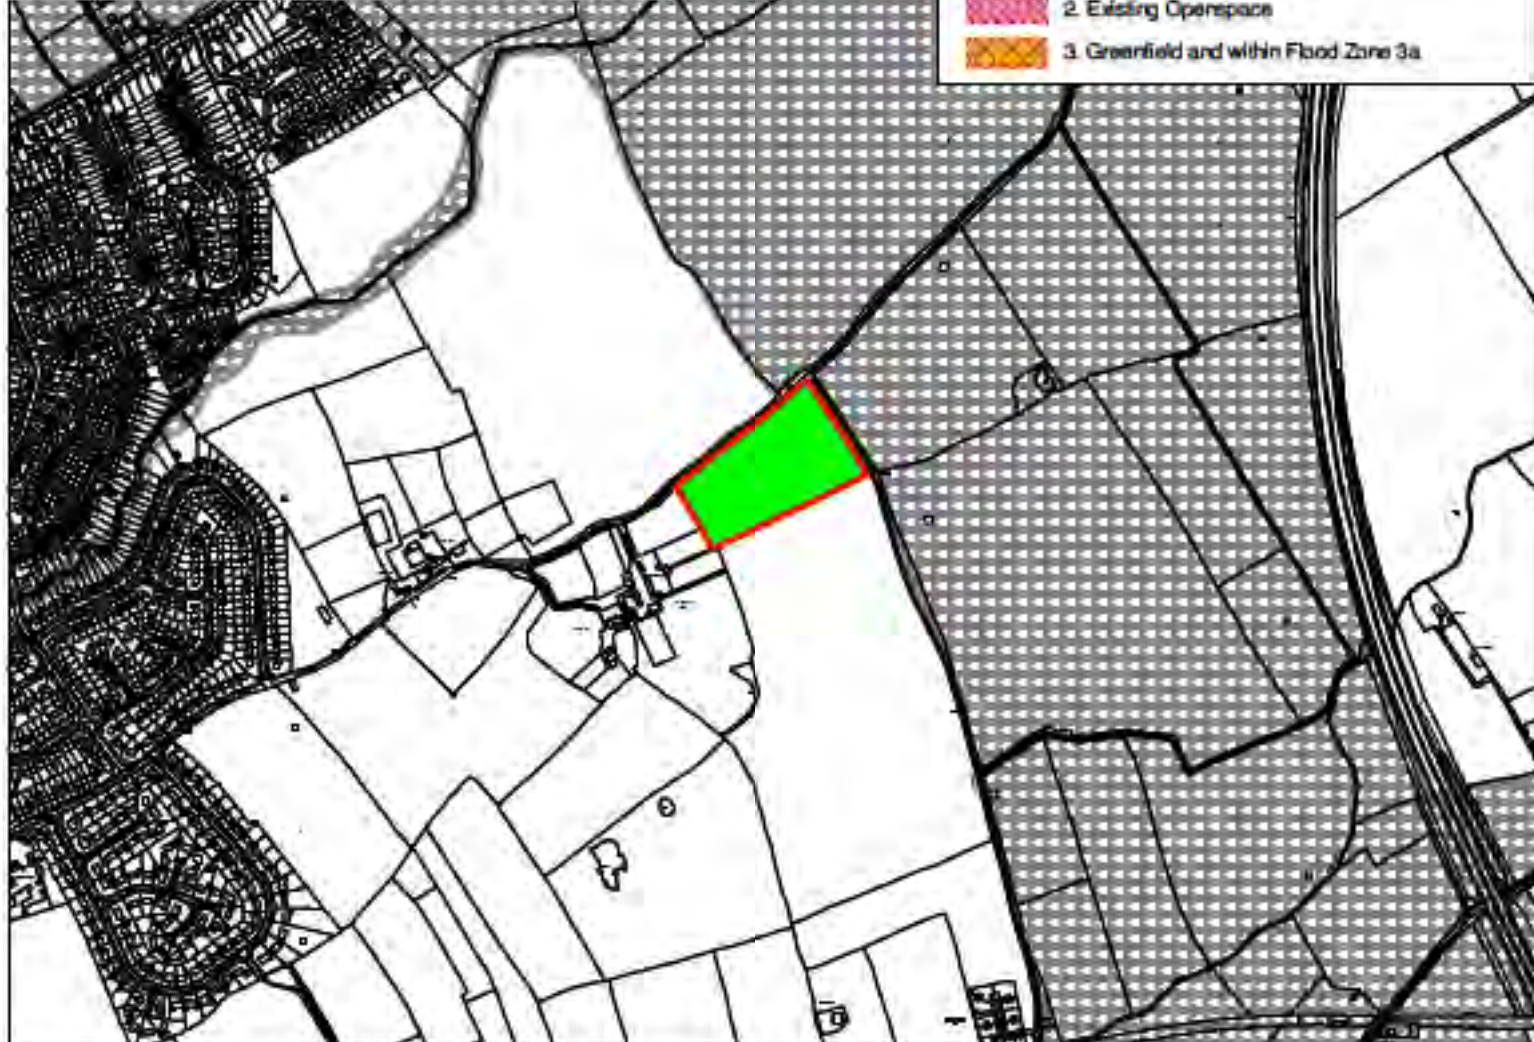 2. Existing Openspace
3. Greenfield and within Flood Zone 3a